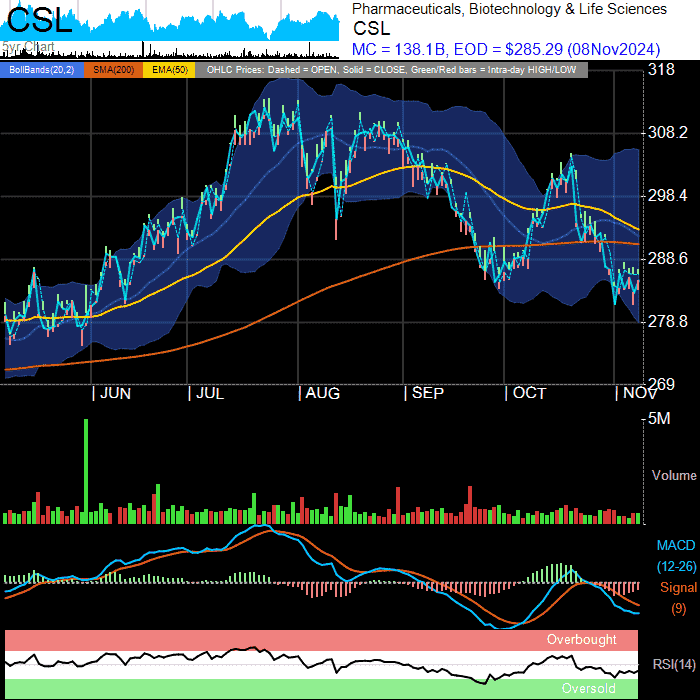 CSL
5yr Chart
Pharmaceuticals, Biotechnology & Life Sciences
CSL
MC = 138.1B, EOD = $285.29 (08Nov2024)
BollBands(20,2) SMA(200) EMA(50) OHLC Prices: Dashed = OPEN, Solid = CLOSE, Green/Red bars = Intra-day HIGH/LOW
318
308.2
298.4
288.6
278.8
269
| JUN | JUL | AUG | SEP | OCT | NOV
5M
Volume
MACD
(12-26)
Signal
(9)
Overbought
RSI(14)
Oversold